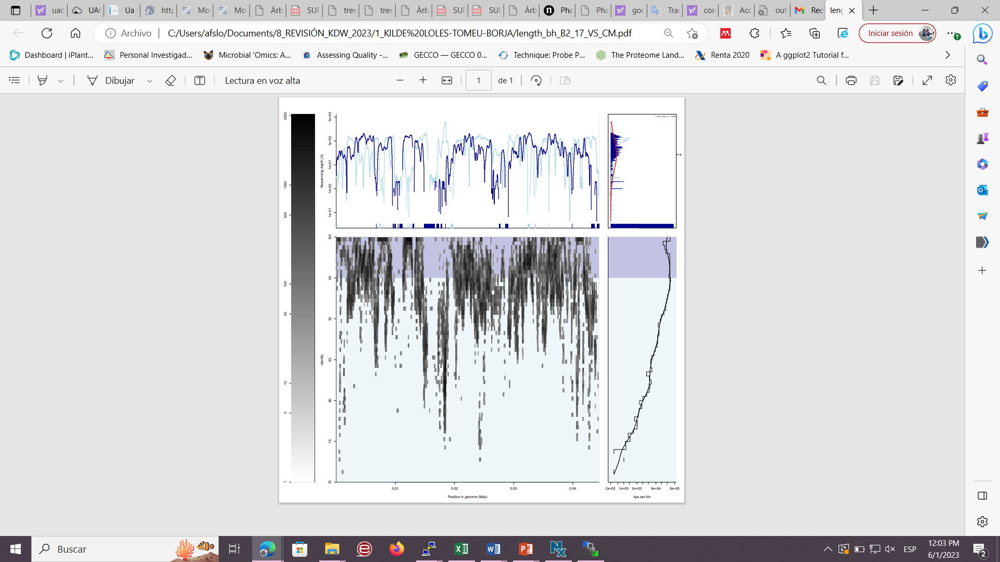 uac
UAC
Ua
http
Mo
Mo
Árb
SUF
tree
tree
Árb
SUF
SUF
Árb
Pha
Pha
goo
Tra
con
Acc
out
Rec
leng
Archivo
C:/Users/afslo/Documents/8_REVISIÓN_KDW_2023/1_KILDE%20LOLES-TOMEU-BORJA/length_bh_B2_17_VS_CM.pdf
Iniciar sesión
Dashboard | iPlant...
Personal Investigad...
Microbial 'Omics: A...
Assessing Quality -...
GECCO — GECCO 0...
Technique: Probe P...
The Proteome Land...
Renta 2020
A ggplot2 Tutorial f...
Dibujar
Lectura en voz alta
1
de 1
5000
1000
500
100
50
10
5
1
Sequencing depth (X)
1e+03
1e+02
1e+01
1e+00
1e-01
a
Identity
100
95
90
85
80
75
70
0.01
0.02
0.03
0.04
Position in genome (Mbp)
2e+02 1e+03 5e+03 5e+04 5e+05
bps per bin
Buscar
ESP
12:03 PM
6/1/2023
2